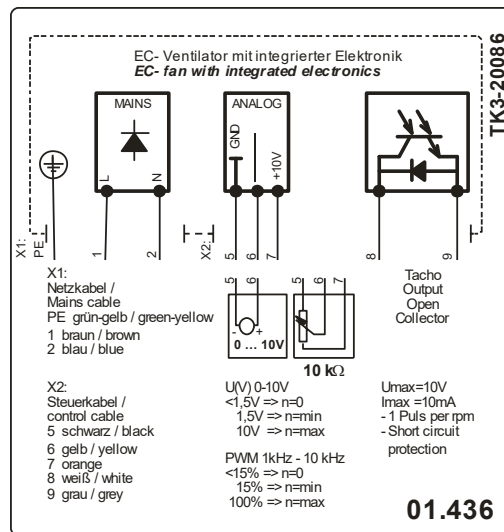 TK3-20086
EC- Ventilator mit integrierter Elektronik
EC- fan with integrated electronics
MAINS
ANALOG
GND
+10V
L
N
X1:
PE
1
2
X2:
5
6
7
8
9
X1:
Netzkabel /
Mains cable
PE grün-gelb / green-yellow
1 braun / brown
2 blau / blue
5
6
- +
0 ... 10V
5
6
7
10 kΩ
Tacho
Output
Open
Collector
X2:
Steuerkabel /
control cable
5 schwarz / black
6 gelb / yellow
7 orange
8 weiß / white
9 grau / grey
U(V) 0-10V
<1,5V => n=0
1,5V => n=min
10V => n=max
PWM 1kHz - 10 kHz
<15% => n=0
15% => n=min
100% => n=max
Umax=10V
Imax =10mA
- 1 Puls per rpm
- Short circuit
protection
01.436